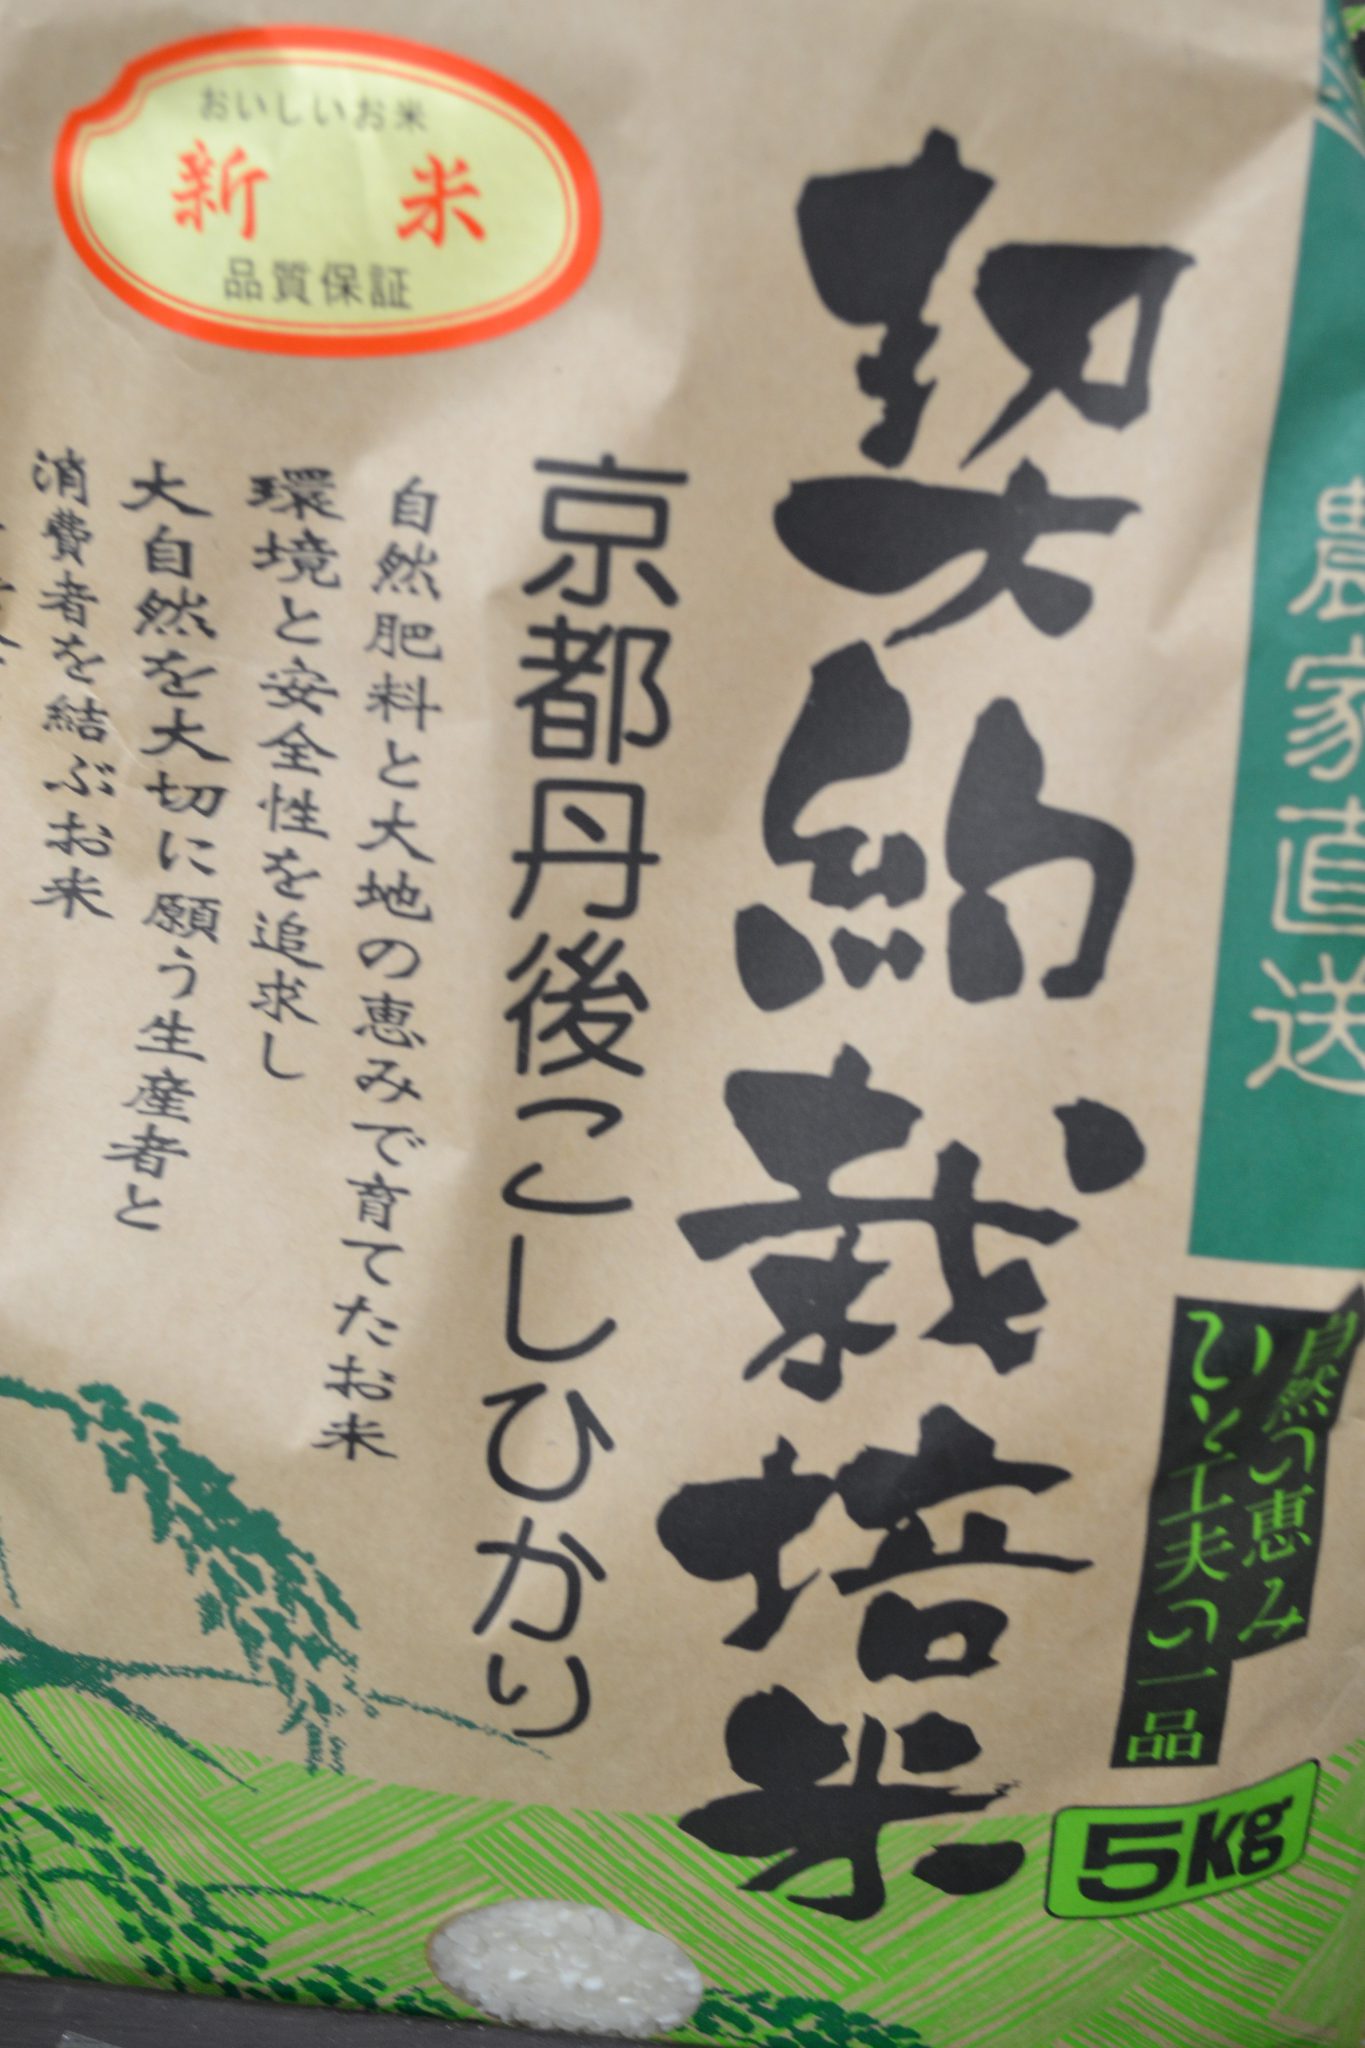 おいしいお米
新米
品質保証
農家直送
自然の恵み
ひと工夫の一品
契約栽培米
京都丹後こしひかり
自然肥料と大地の恵みで育てたお米
環境と安全性を追求し
大自然を大切に願う生産者と
消費者を結ぶお米
5kg